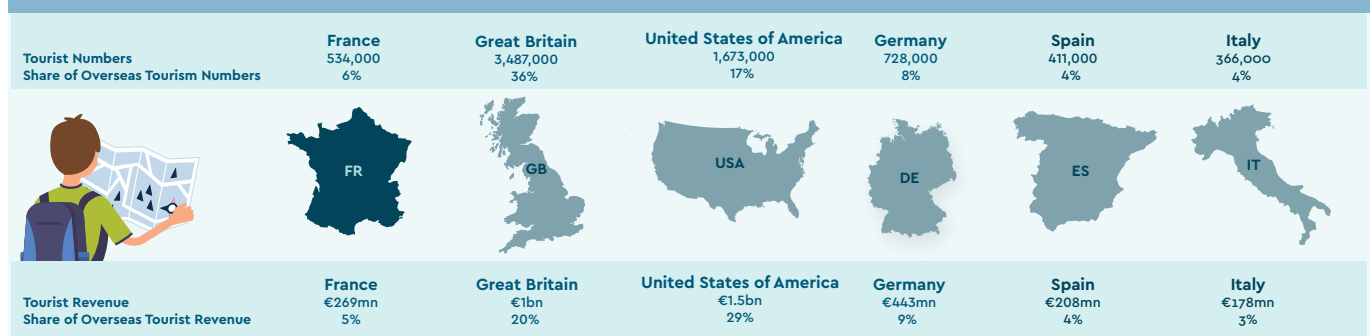 France Great Britain United States of America Germany Spain Italy
Tourist Numbers 534,000 3,487,000 1,673,000 728,000 411,000 366,000
Share of Overseas Tourism Numbers 6% 36% 17% 8% 4% 4%
FR GB USA DE ES IT
France Great Britain United States of America Germany Spain Italy
Tourist Revenue €269mn €1bn €1.5bn €443mn €208mn €178mn
Share of Overseas Tourist Revenue 5% 20% 29% 9% 4% 3%